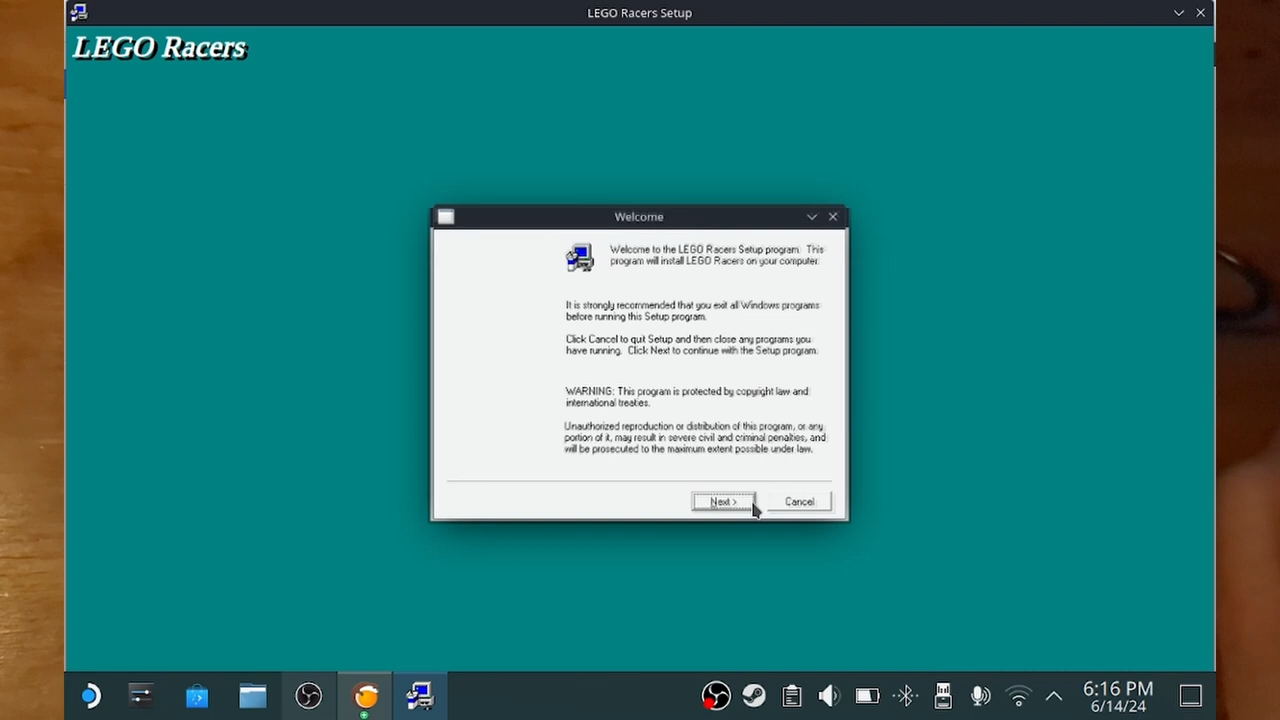 LEGO Racers Setup
LEGO Racers
Welcome
Welcome to the LEGO Racers Setup program. This
program will install LEGO Racers on your computer.
It is strongly recommended that you exit all Windows programs
before running this Setup program.
Click Cancel to quit Setup and then close any programs you
have running. Click Next to continue with the Setup program.
WARNING: This program is protected by copyright law and
international treaties.
Unauthorized reproduction or distribution of this program, or any
portion of it, may result in severe civil and criminal penalties, and
will be prosecuted to the maximum extent possible under law.
Next >
Cancel
6:16 PM
6/14/24